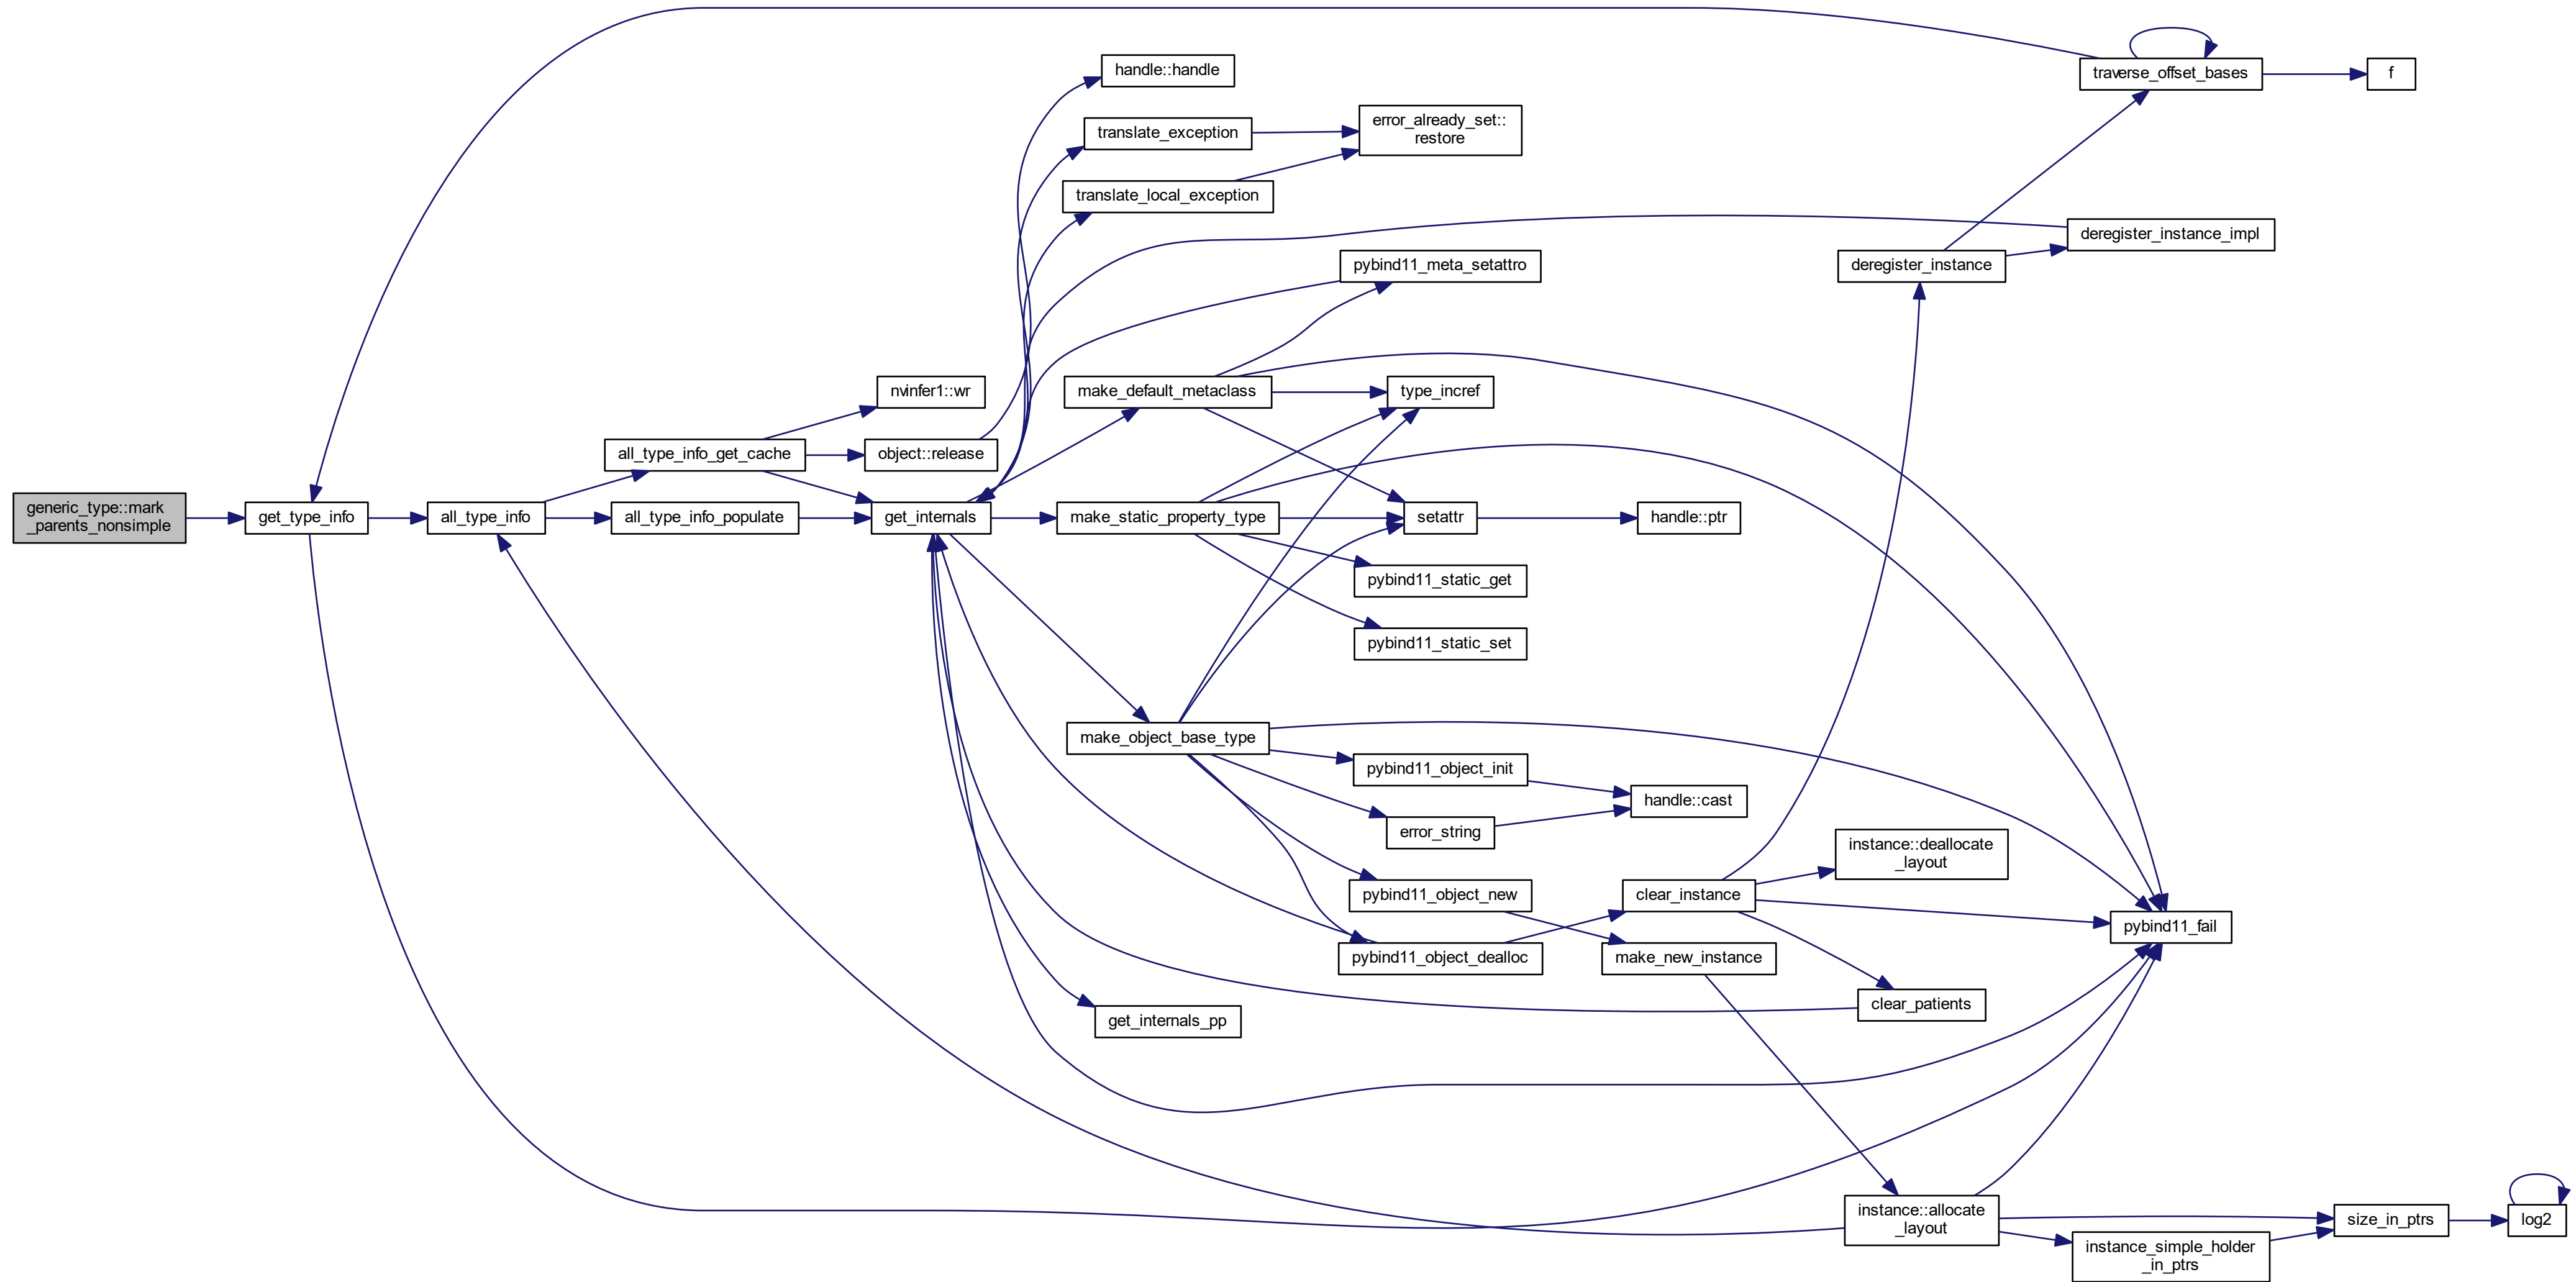 generic_type::mark
_parents_nonsimple
get_type_info
all_type_info
all_type_info_get_cache
all_type_info_populate
nvinfer1::wr
object::release
get_internals
handle::handle
translate_exception
translate_local_exception
make_default_metaclass
make_static_property_type
make_object_base_type
get_internals_pp
error_already_set::
restore
pybind11_meta_setattro
type_incref
setattr
pybind11_static_get
pybind11_static_set
pybind11_object_init
error_string
pybind11_object_new
pybind11_object_dealloc
handle::ptr
handle::cast
clear_instance
make_new_instance
deregister_instance
instance::deallocate
_layout
clear_patients
instance::allocate
_layout
traverse_offset_bases
deregister_instance_impl
pybind11_fail
instance_simple_holder
_in_ptrs
f
size_in_ptrs
log2